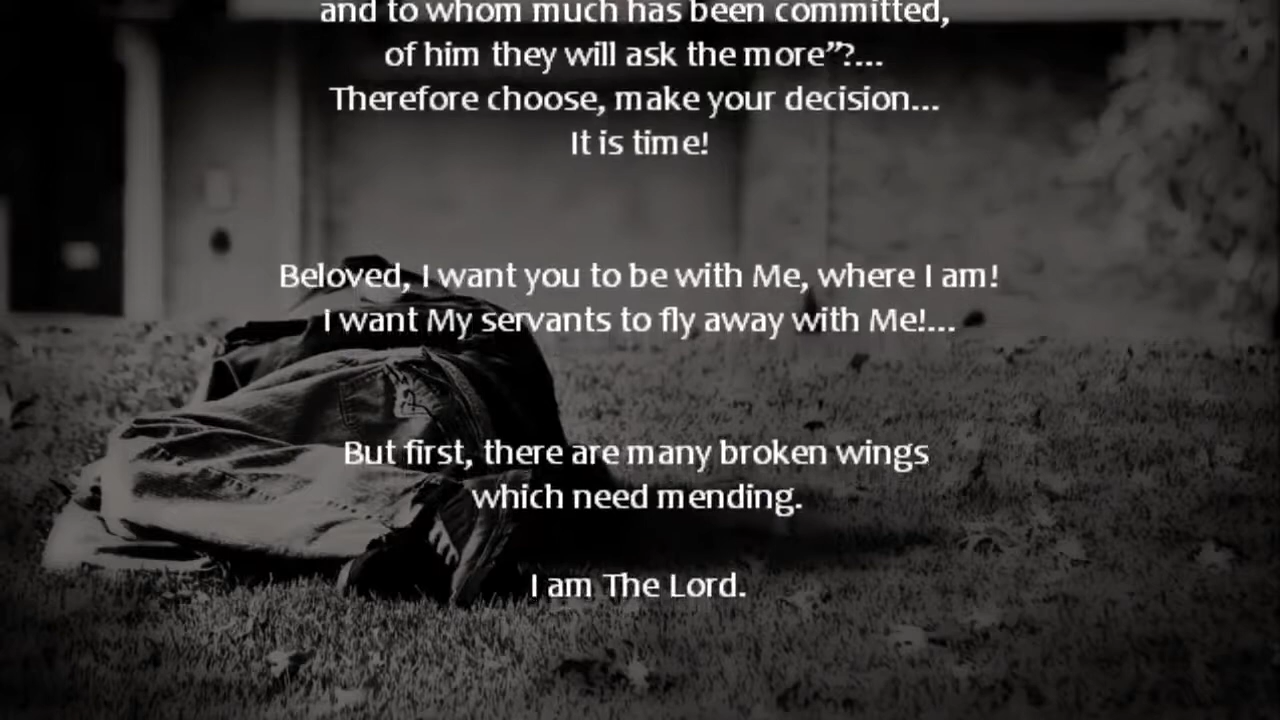 and to whom much has been committed,
of him they will ask the more”?...
Therefore choose, make your decision...
It is time!
Beloved, I want you to be with Me, where I am!
I want My servants to fly away with Me!...
But first, there are many broken wings
which need mending.
I am The Lord.